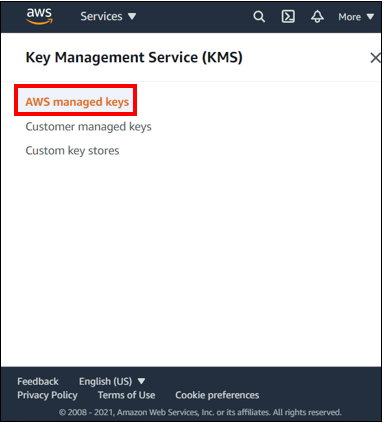 aws Services ▼ More ▼
Key Management Service (KMS)
AWS managed keys
Customer managed keys
Custom key stores
Feedback English (US) ▼
Privacy Policy Terms of Use Cookie preferences
© 2008 - 2021, Amazon Web Services, Inc. or its affiliates. All rights reserved.